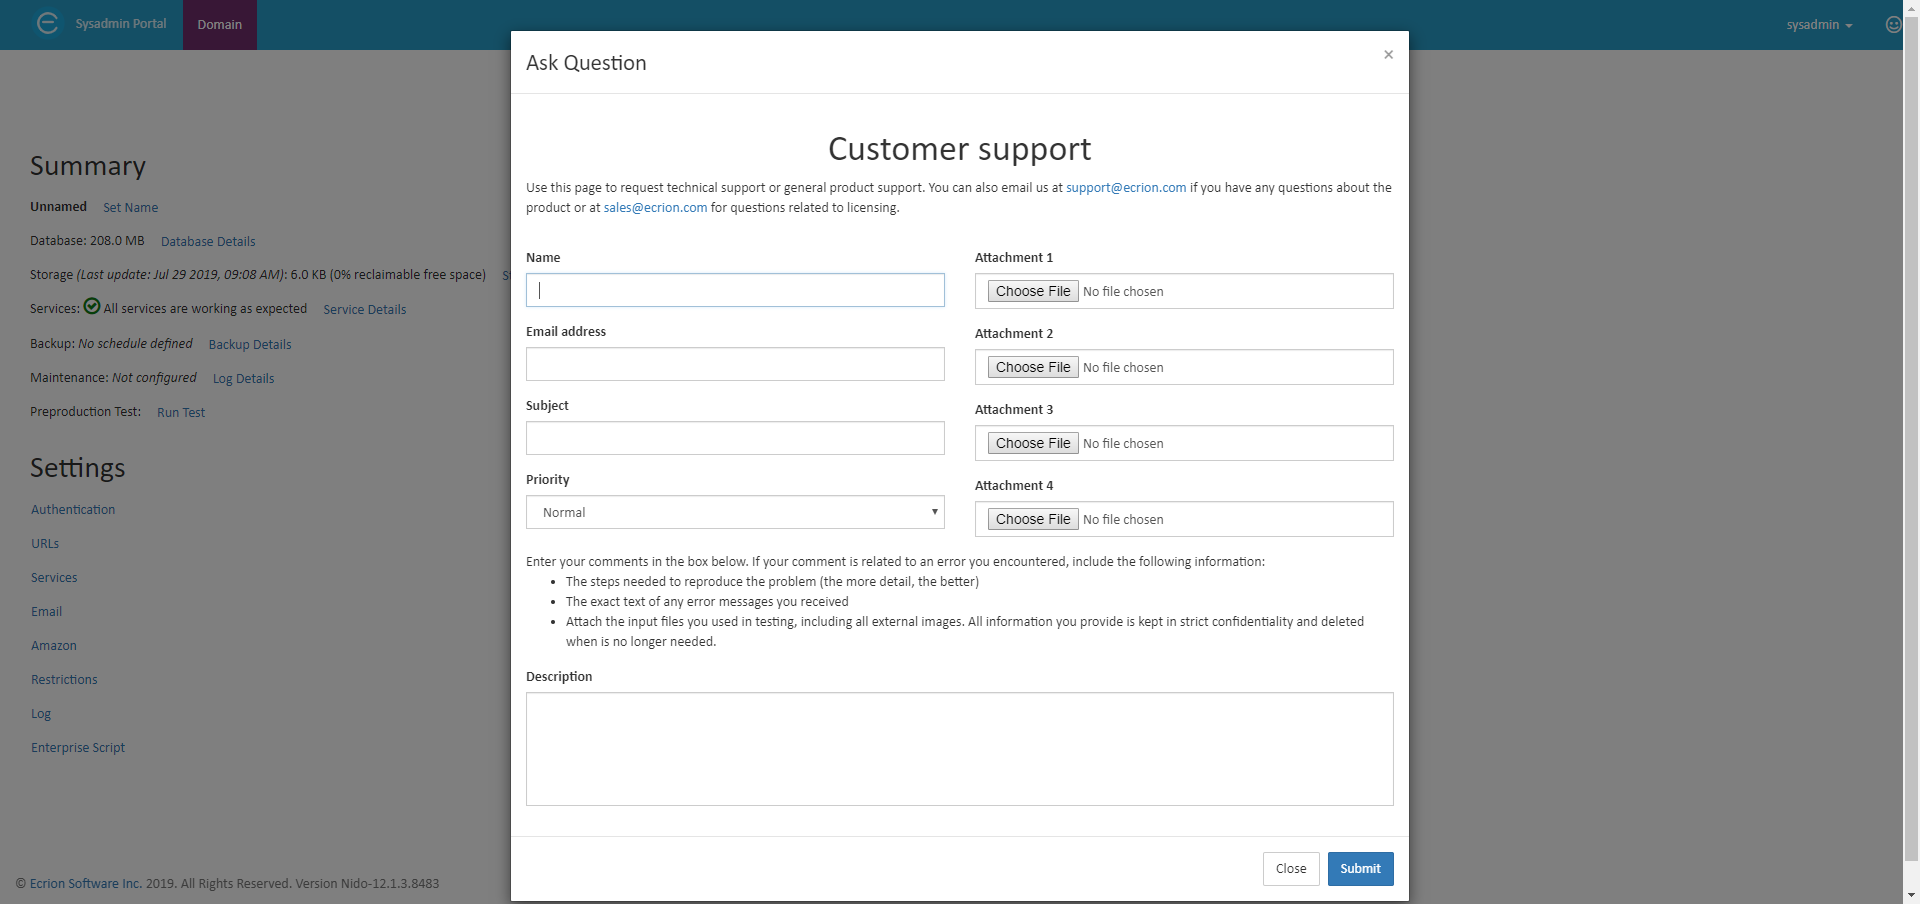 Sysadmin Portal
Domain
sysadmin
Summary
Unnamed Set Name
Database: 208.0 MB Database Details
Storage (Last update: Jul 29 2019, 09:08 AM): 6.0 KB (0% reclaimable free space)
Services: All services are working as expected Service Details
Backup: No schedule defined Backup Details
Maintenance: Not configured Log Details
Preproduction Test: Run Test
Settings
Authentication
URLs
Services
Email
Amazon
Restrictions
Log
Enterprise Script
© Ecrion Software Inc. 2019. All Rights Reserved. Version Nido-12.1.3.8483
Ask Question
×
Customer support
Use this page to request technical support or general product support. You can also email us at support@ecrion.com if you have any questions about the
product or at sales@ecrion.com for questions related to licensing.
Name
Email address
Subject
Priority
Normal
Attachment 1
Choose File No file chosen
Attachment 2
Choose File No file chosen
Attachment 3
Choose File No file chosen
Attachment 4
Choose File No file chosen
Enter your comments in the box below. If your comment is related to an error you encountered, include the following information:
• The steps needed to reproduce the problem (the more detail, the better)
• The exact text of any error messages you received
• Attach the input files you used in testing, including all external images. All information you provide is kept in strict confidentiality and deleted
when is no longer needed.
Description
Close
Submit